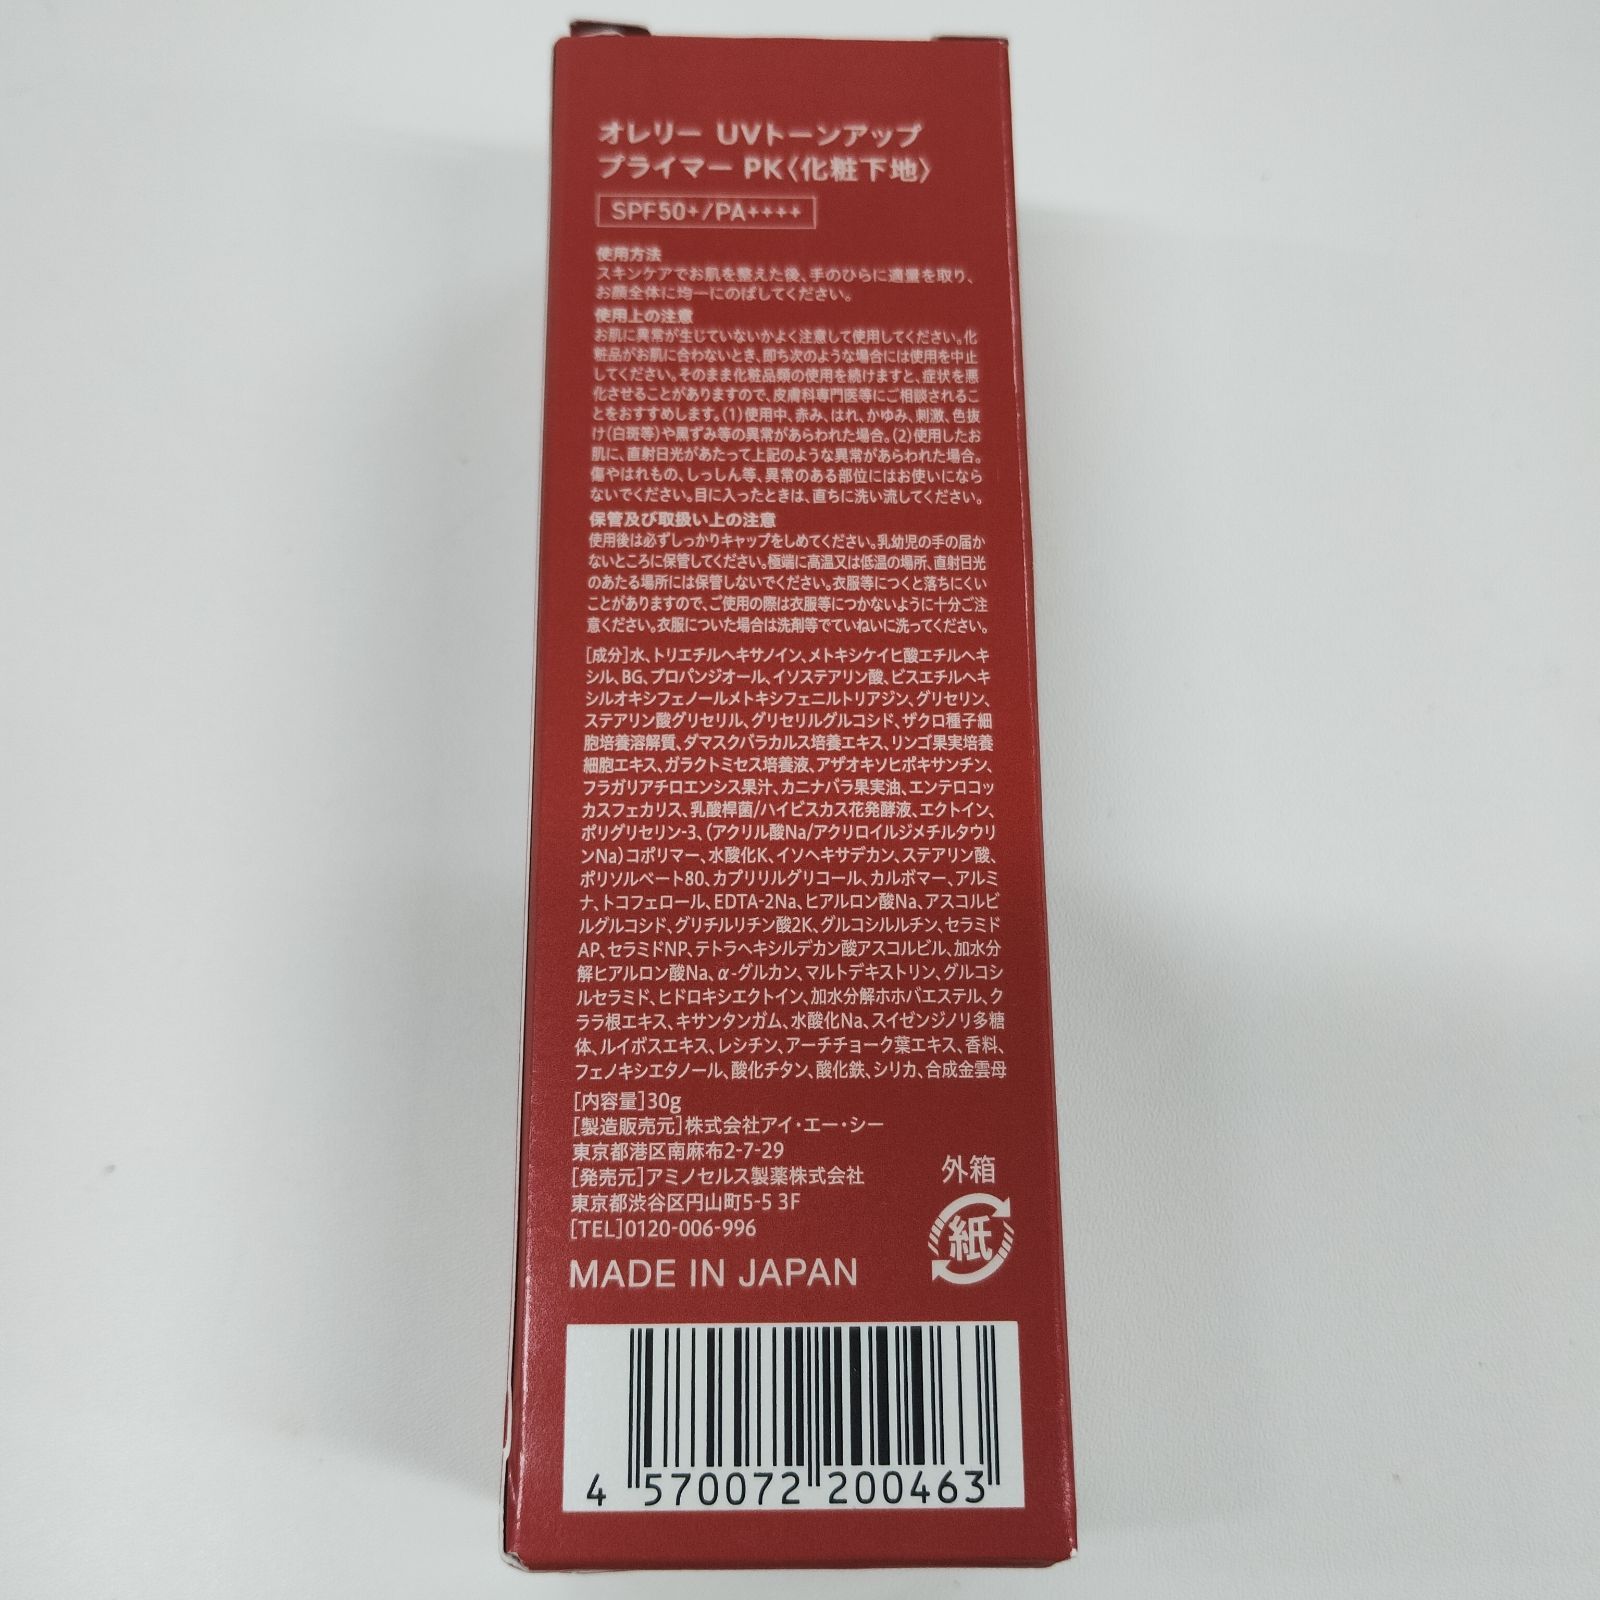 オレリー UVトーンアップ
プライマー PK〈化粧下地〉
SPF50+/PA++++
使用方法
スキンケアでお肌を整えた後、手のひらに適量を取り、
お顔全体に均一にのばしてください。
使用上の注意
お肌に異常が生じていないかよく注意して使用してください。化
粧品がお肌に合わないとき、即ち次のような場合には使用を中止
してください。そのまま化粧品類の使用を続けますと、症状を悪
化させることがありますので、皮膚科専門医等にご相談されるこ
とをおすすめします。(1)使用中、赤み、はれ、かゆみ、刺激、色抜
け(白斑等)や黒ずみ等の異常があらわれた場合。(2)使用したお
肌に、直射日光があたって上記のような異常があらわれた場合。
傷やはれもの、しっしん等、異常のある部位にはお使いになら
ないでください。目に入ったときは、直ちに洗い流してください。
保管及び取扱い上の注意
使用後は必ずしっかりキャップをしめてください。乳幼児の手の届か
ないところに保管してください。極端に高温又は低温の場所、直射日光
のあたる場所には保管しないでください。衣服等につくと落ちにくい
ことがありますので、ご使用の際は衣服等につかないように十分ご注
意ください。衣服についた場合は洗剤等でていねいに洗ってください。
[成分]水、トリエチルヘキサノイン、メトキシケイヒ酸エチルヘキ
シル、BG、プロパンジオール、イソステアリン酸、ビスエチルヘキ
シルオキシフェノールメトキシフェニルトリアジン、グリセリン、
ステアリン酸グリセリル、グリセリルグルコシド、ザクロ種子細
胞培養溶解質、ダマスクバラカルス培養エキス、リンゴ果実培養
細胞エキス、ガラクトミセス培養液、アザオキソヒポキサンチン、
フラガリアチロエンシス果汁、カニナバラ果実油、エンテロコッ
カスフェカリス、乳酸桿菌/ハイビスカス花発酵液、エクトイン、
ポリグリセリン-3、(アクリル酸Na/アクリロイルジメチルタウリ
ンNa)コポリマー、水酸化K、イソヘキサデカン、ステアリン酸、
ポリソルベート80、カプリリルグリコール、カルボマー、アルミ
ナ、トコフェロール、EDTA-2Na、ヒアルロン酸Na、アスコルビ
ルグルコシド、グリチルリチン酸2K、グルコシルルチン、セラミド
AP、セラミドNP、テトラヘキシルデカン酸アスコルビル、加水分
解ヒアルロン酸Na、α-グルカン、マルトデキストリン、グルコシ
ルセラミド、ヒドロキシエクトイン、加水分解ホホバエステル、ク
ララ根エキス、キサンタンガム、水酸化Na、スイゼンジノリ多糖
体、ルイボスエキス、レシチン、アーチチョーク葉エキス、香料、
フェノキシエタノール、酸化チタン、酸化鉄、シリカ、合成金雲母
[内容量]30g
[製造販売元]株式会社アイ・エー・シー
東京都港区南麻布2-7-29
[発売元]アミノセルス製薬株式会社
東京都渋谷区円山町5-5 3F
[TEL]0120-006-996
外箱
紙
MADE IN JAPAN
4 570072 200463